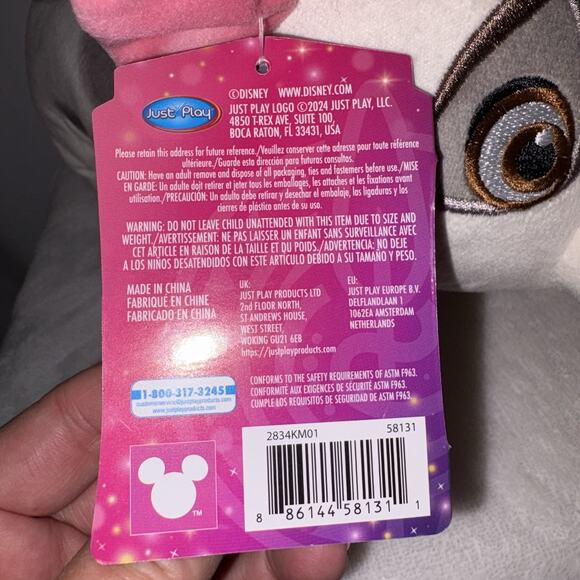 Just Play
©DISNEY WWW.DISNEY.COM
JUST PLAY LOGO ©2024 JUST PLAY, LLC.
4850 T-REX AVE, SUITE 100,
BOCA RATON, FL 33431, USA
Please retain this address for future reference./Veuillez conserver cette adresse pour toute référence
ultérieure./Guarde esta dirección para futuras consultas.
CAUTION: Have an adult remove and dispose of all packaging, ties and fasteners before use./MISE
EN GARDE: Un adulte doit retirer et jeter tous les emballages, les attaches et les fixations avant
utilisation./PRECAUCIÓN: Un adulto debe retirar y desechar el embalaje, las ligaduras y los
cierres de plástico antes de su uso.
WARNING: DO NOT LEAVE CHILD UNATTENDED WITH THIS ITEM DUE TO SIZE AND
WEIGHT./AVERTISSEMENT: NE PAS LAISSER UN ENFANT SANS SURVEILLANCE AVEC
CET ARTICLE EN RAISON DE LA TAILLE ET DU POIDS./ADVERTENCIA: NO DEJE
A LOS NIÑOS DESATENDIDOS CON ESTE ARTÍCULO DEBIDO A SU TAMAÑO Y PESO.
MADE IN CHINA
FABRIQUÉ EN CHINE
FABRICADO EN CHINA
UK:
JUST PLAY PRODUCTS LTD
2nd FLOOR NORTH,
ST ANDREWS HOUSE,
WEST STREET,
WOKING GU21 6EB
https://justplayproducts.com
EU:
JUST PLAY EUROPE B.V.
DELFLANDLAAN 1
1062EA AMSTERDAM
NETHERLANDS
1-800-317-3245
customerservice@justplayproducts.com
www.justplayproducts.com
CONFORMS TO THE SAFETY REQUIREMENTS OF ASTM F963.
CONFORME AUX EXIGENCES DE SÉCURITÉ ASTM F963.
CUMPLE LOS REQUISITOS DE SEGURIDAD DE ASTM F963.
TM
2834KM01 58131
8 86144 58131 1